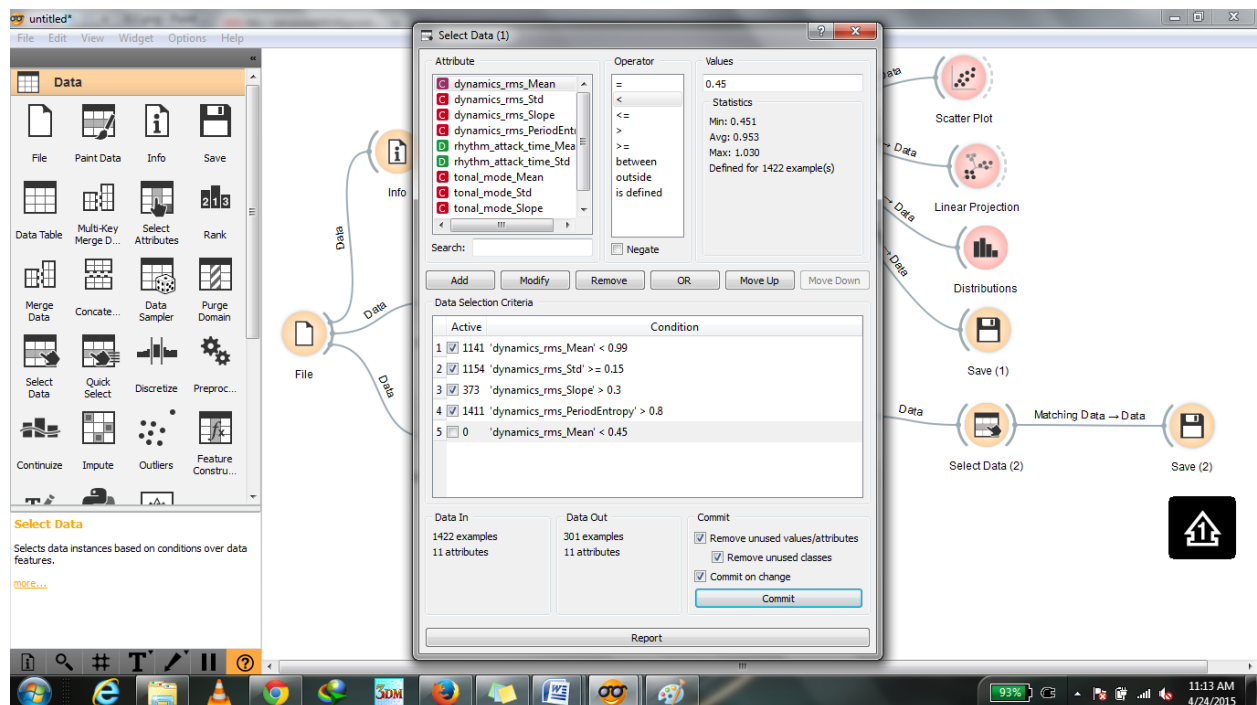 untitled*
File Edit View Widget Options Help
Data
File Paint Data Info Save
Data Table Multi-Key Merge D... Select Attributes Rank
Merge Data Concate... Data Sampler Purge Domain
Select Data Quick Select Discretize Preproc...
Continuize Impute Outliers Feature Constru...
Select Data
Selects data instances based on conditions over data
features.
more...
File
Data
Data
Data
Info
Select Data (1)
Attribute
dynamics_rms_Mean
dynamics_rms_Std
dynamics_rms_Slope
dynamics_rms_PeriodEntr
rhythm_attack_time_Mea
rhythm_attack_time_Std
tonal_mode_Mean
tonal_mode_Std
tonal_mode_Slope
Search:
Operator
=
<
<=
>
>=
between
outside
is defined
Negate
Values
0.45
Statistics
Min: 0.451
Avg: 0.953
Max: 1.030
Defined for 1422 example(s)
Add Modify Remove OR Move Up Move Down
Data Selection Criteria
Active Condition
1 1141 'dynamics_rms_Mean' < 0.99
2 1154 'dynamics_rms_Std' >= 0.15
3 373 'dynamics_rms_Slope' > 0.3
4 1411 'dynamics_rms_PeriodEntropy' > 0.8
5 0 'dynamics_rms_Mean' < 0.45
Data In
1422 examples
11 attributes
Data Out
301 examples
11 attributes
Commit
Remove unused values/attributes
Remove unused classes
Commit on change
Commit
Report
Data
Scatter Plot
Data
Linear Projection
Data
Distributions
Data
Save (1)
Data
Select Data (2)
Matching Data → Data
Save (2)
1
93%
11:13 AM
4/24/2015